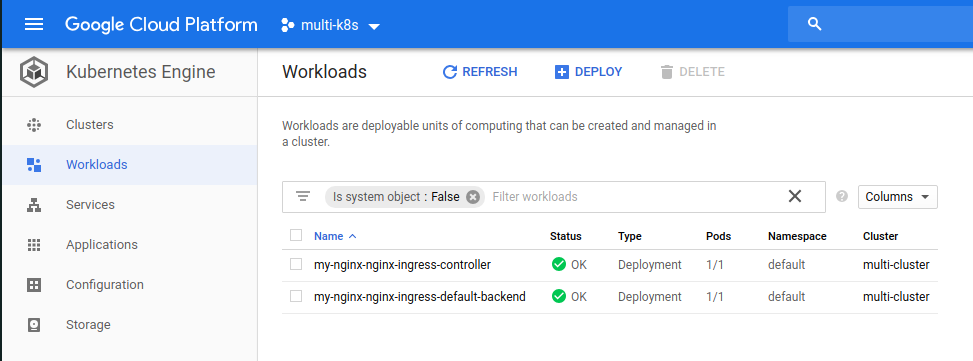 Google Cloud Platform multi-k8s
Kubernetes Engine
Workloads REFRESH DEPLOY DELETE
Clusters
Workloads
Services
Applications
Configuration
Storage
Workloads are deployable units of computing that can be created and managed in
a cluster.
Is system object : False Filter workloads ? Columns
Name Status Type Pods Namespace Cluster
my-nginx-nginx-ingress-controller OK Deployment 1/1 default multi-cluster
my-nginx-nginx-ingress-default-backend OK Deployment 1/1 default multi-cluster